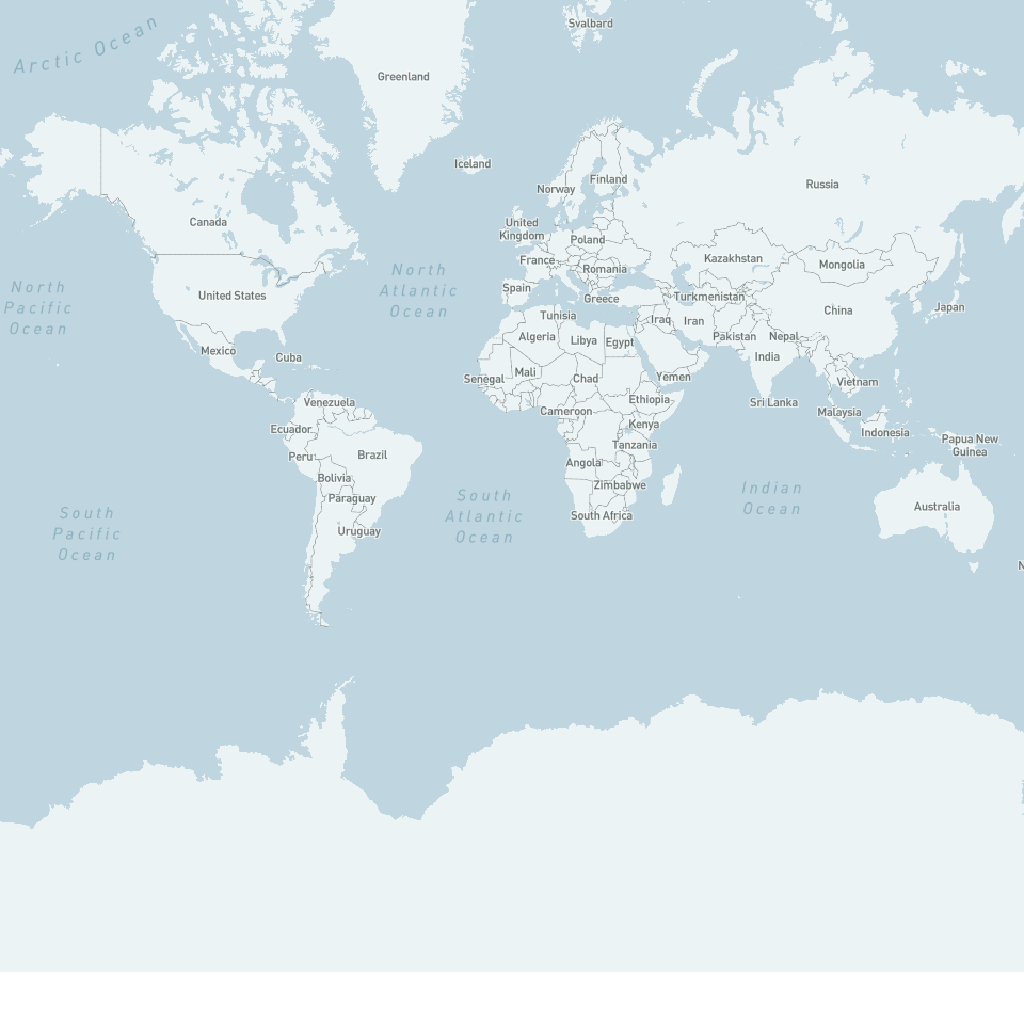 Arctic Ocean
Svalbard
Greenland
Iceland
Finland
Norway
Russia
Canada
United
Kingdom
Poland
France
Kazakhstan
Mongolia
Romania
North
Atlantic
Ocean
North
Pacific
Ocean
Spain
United States
Greece
Turkmenistan
Japan
China
Tunisia
Iraq
Iran
Algeria
Libya
Egypt
Pakistan
Nepal
Mexico
Cuba
India
Mali
Senegal
Chad
Yemen
Vietnam
Venezuela
Ethiopia
Sri Lanka
Cameroon
Malaysia
Kenya
Ecuador
Indonesia
Papua New
Guinea
Tanzania
Peru
Brazil
Angola
Bolivia
Zimbabwe
Paraguay
South
Atlantic
Ocean
Indian
Ocean
Australia
South Africa
South
Pacific
Ocean
Uruguay
N